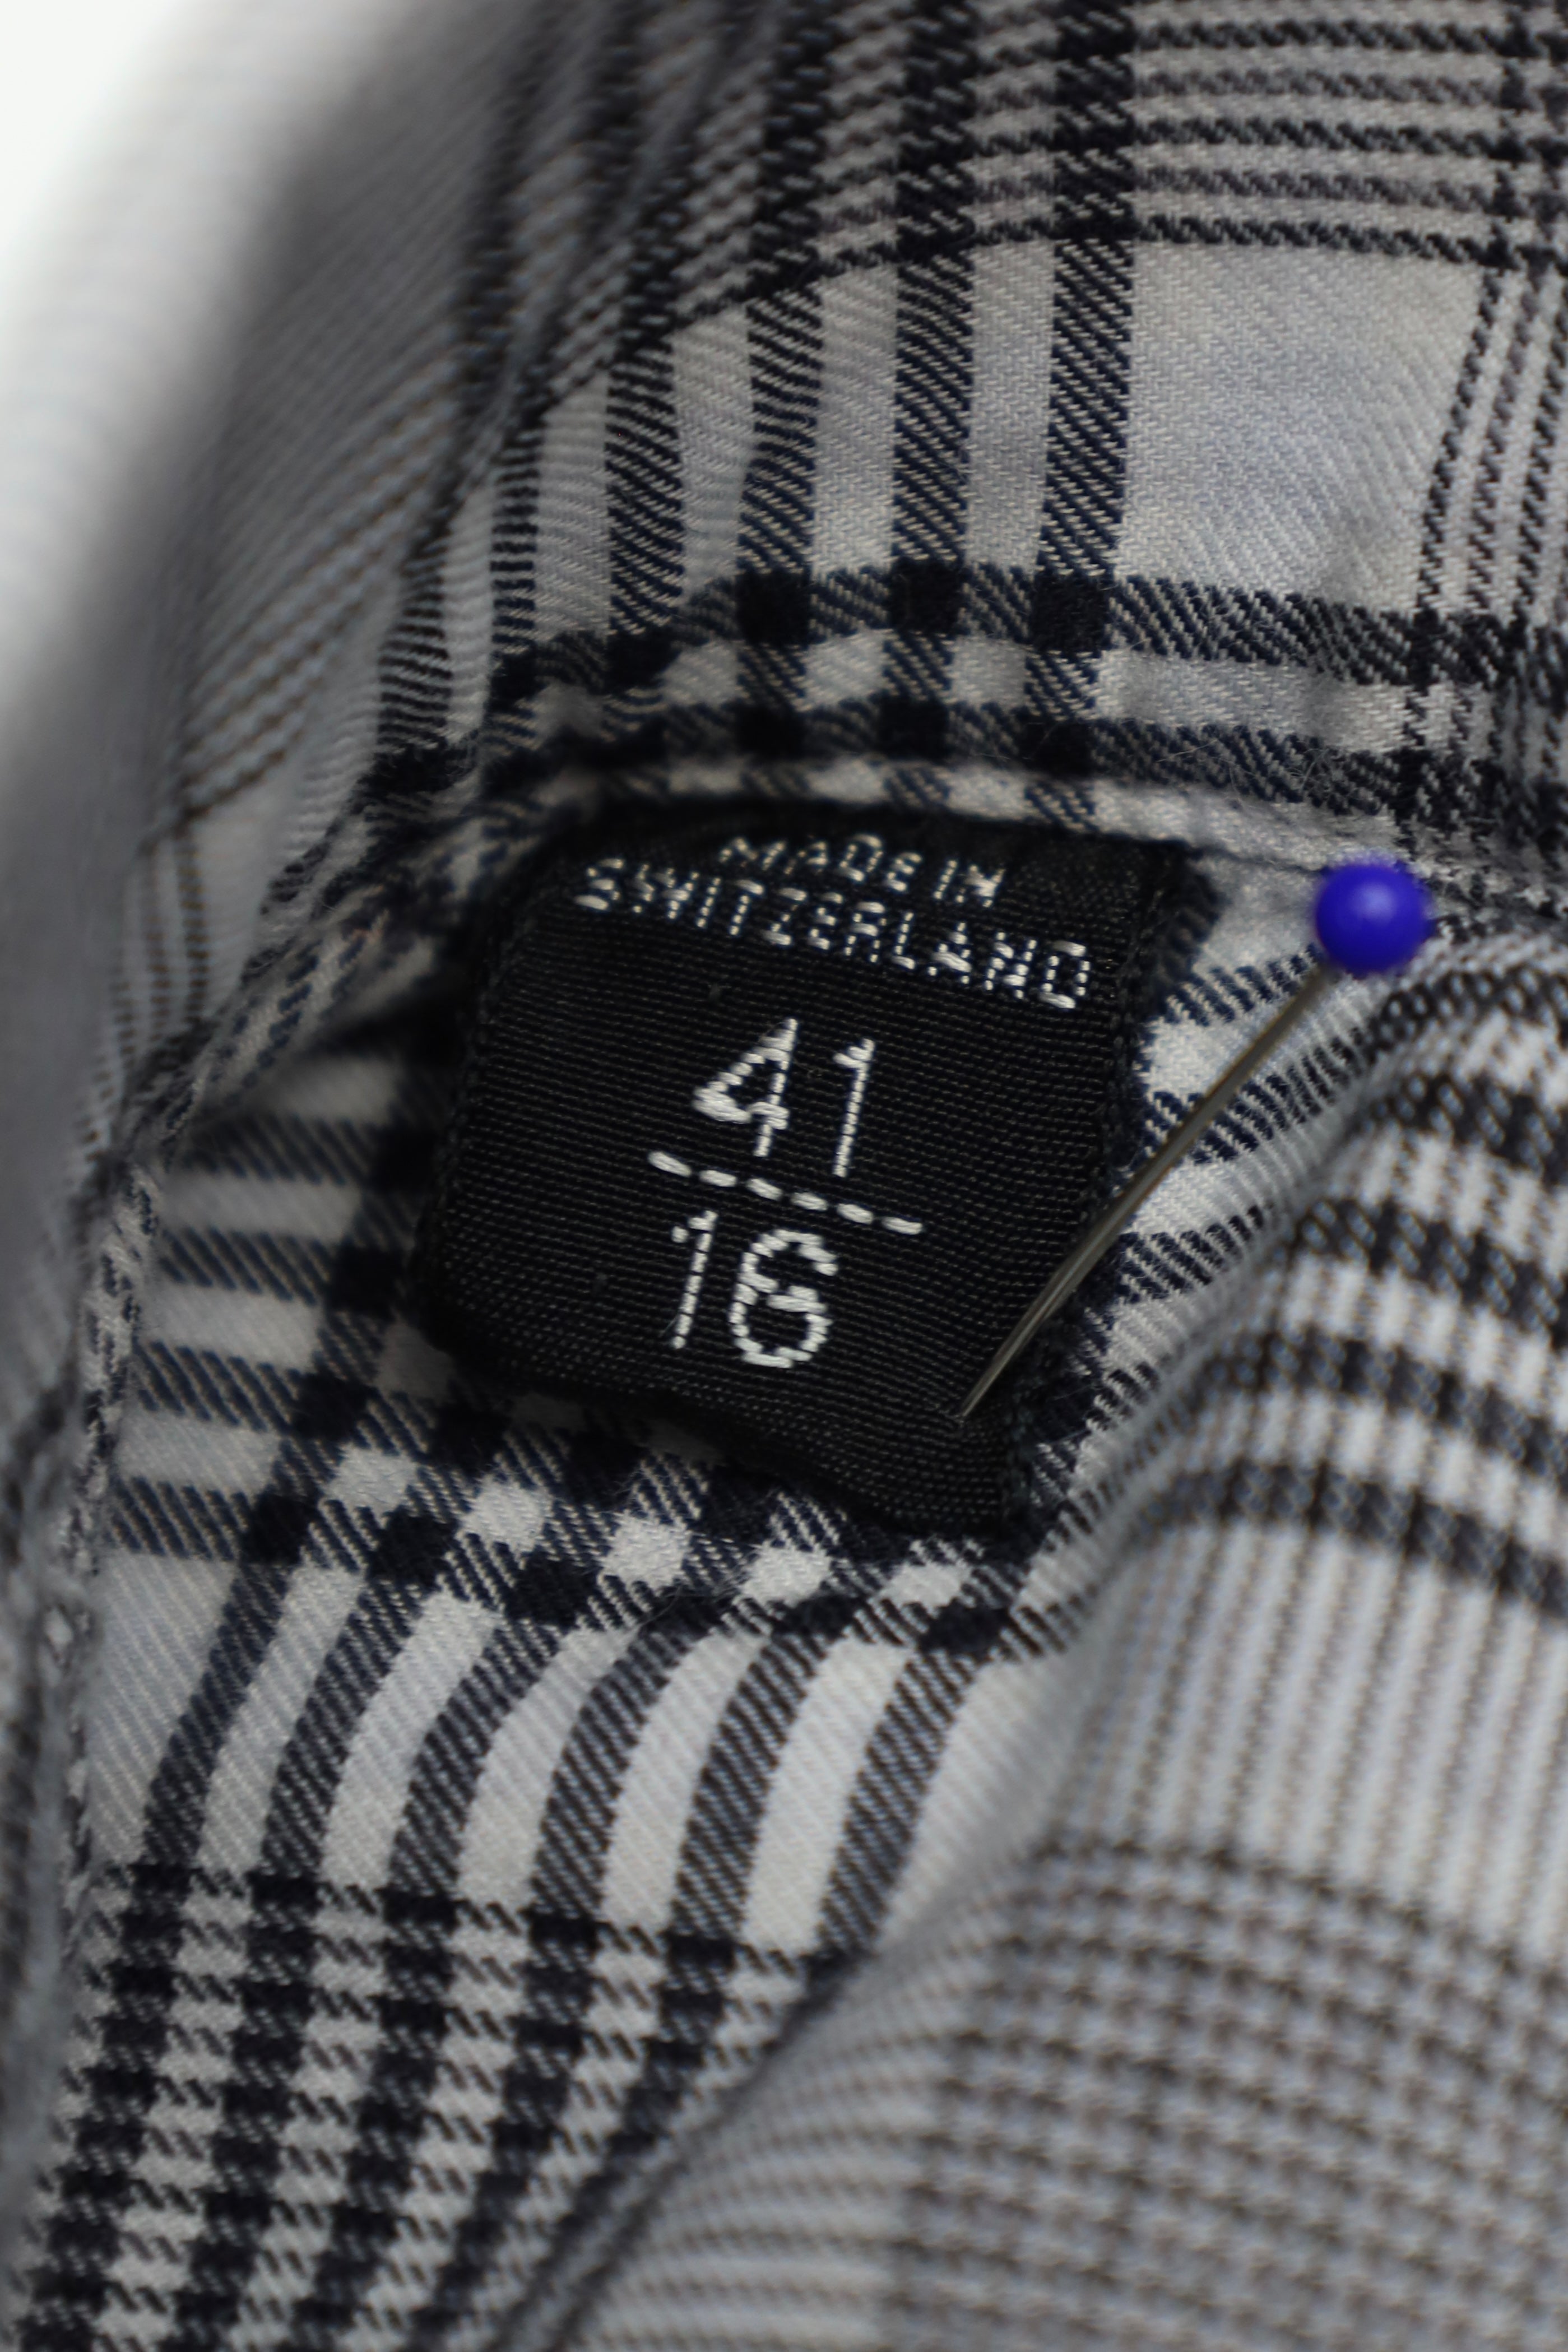 MADE IN
SWITZERLAND
41
16